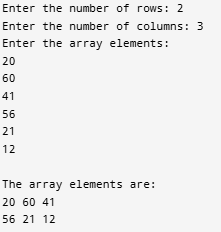 Enter the number of rows: 2
Enter the number of columns: 3
Enter the array elements:
20
60
41
56
21
12
The array elements are:
20 60 41
56 21 12